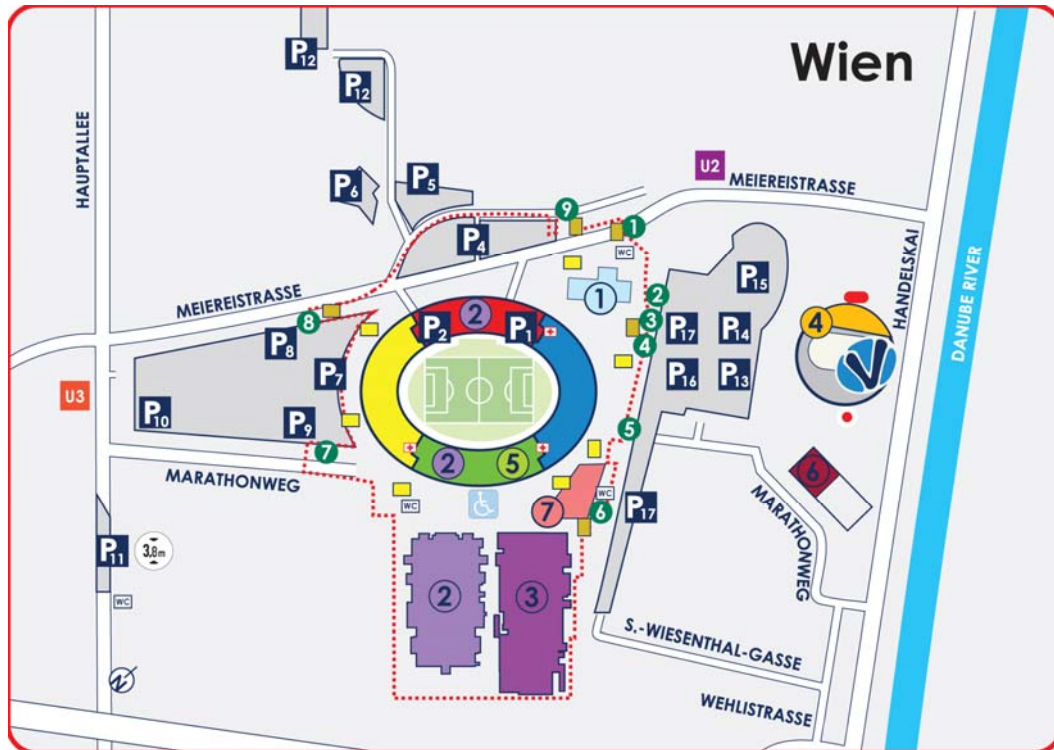 Wien
P12
P12
HAUPTALLEE
U2
MEIEREISTRASSE
P6
P5
9
1
P4
WC
HANDELSKAI
DANUBE RIVER
MEIEREISTRASSE
1
2
P15
8
2
3
4
P2
P1
P17
P14
4
P8
4
V
P7
P16
P13
U3
P10
P9
5
7
2
5
MARATHONWEG
6
WC
WC
7
6
P17
MARATHONWEG
P11
3,8m
2
3
WC
S.-WIESENTHAL-GASSE
WEHLISTRASSE
N